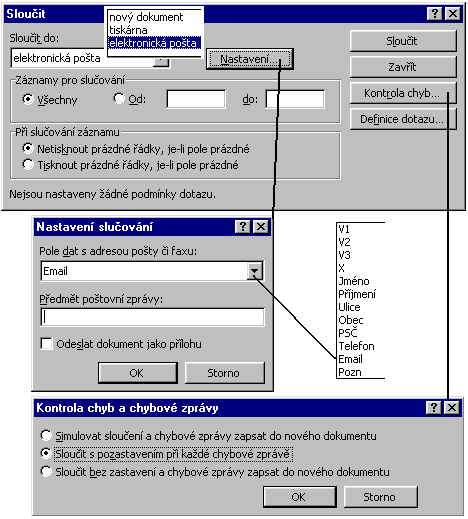 Sloučit
nový dokument
tiskárna
elektronická pošta
Sloučit do:
elektronická pošta
Nastavení...
Sloučit
Zavřít
Kontrola chyb...
Definice dotazu...
Záznamy pro slučování
Všechny
Od:
do:
Při slučování záznamu
Netisknout prázdné řádky, je-li pole prázdné
Tisknout prázdné řádky, je-li pole prázdné
Nejsou nastaveny žádné podmínky dotazu.
Nastavení slučování
Pole dat s adresou pošty či faxu:
Email
Předmět poštovní zprávy:
Odeslat dokument jako přílohu
OK
Storno
V1
V2
V3
X
Jméno
Příjmení
Ulice
Obec
PSČ
Telefon
Email
Pozn
Kontrola chyb a chybové zprávy
Simulovat sloučení a chybové zprávy zapsat do nového dokumentu
Sloučit s pozastavením při každé chybové zprávě
Sloučit bez zastavení a chybové zprávy zapsat do nového dokumentu
OK
Storno